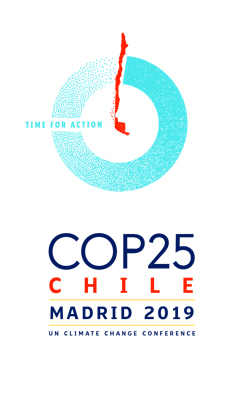 TIME FOR ACTION
COP25
CHILE
MADRID 2019
UN CLIMATE CHANGE CONFERENCE